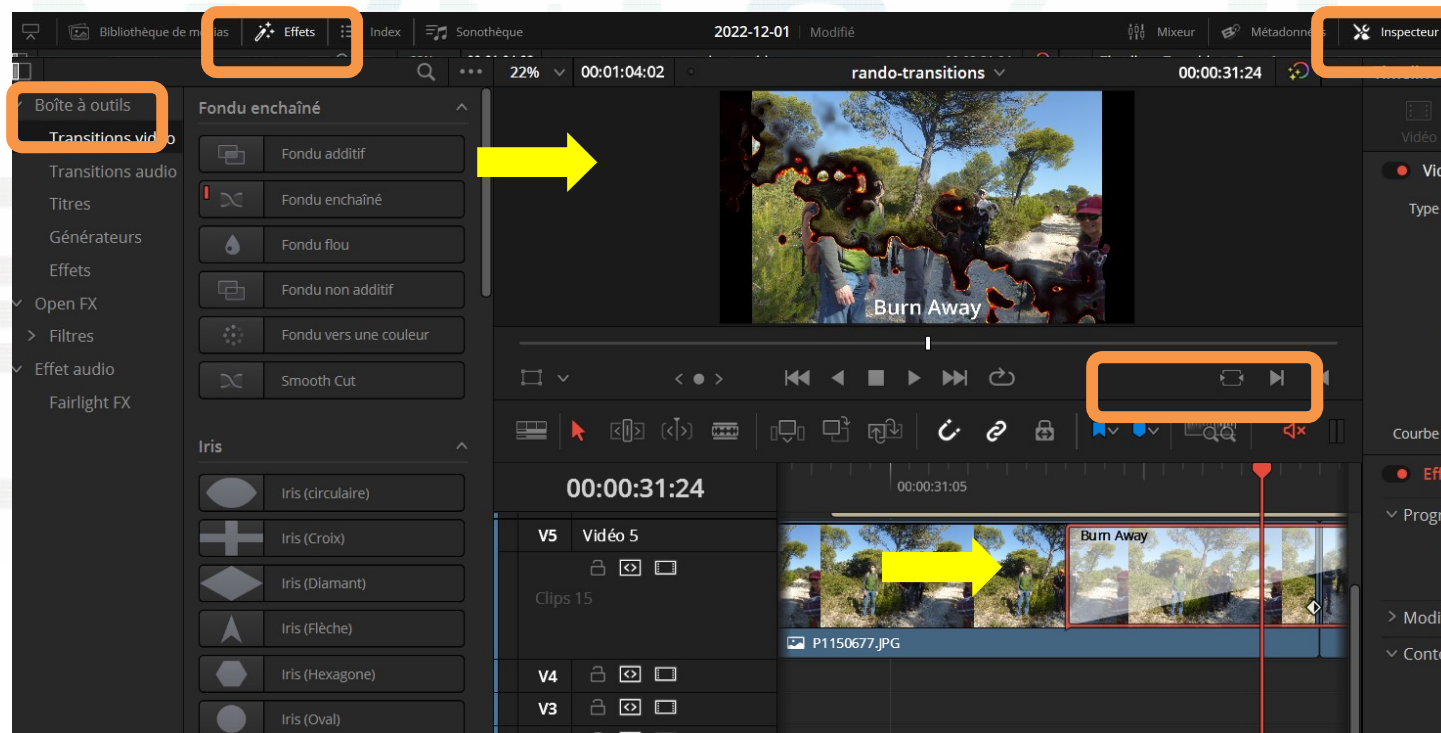 Bibliothèque de médias Effets Index Sonothèque 2022-12-01 Modifié Mixeur Métadonnées Inspecteur
22% 00:01:04:02 rando-transitions 00:00:31:24
Boîte à outils
Transitions vidéo
Transitions audio
Titres
Générateurs
Effets
Open FX
Filtres
Effet audio
Fairlight FX
Fondu enchaîné
Fondu additif
Fondu enchaîné
Fondu flou
Fondu non additif
Fondu vers une couleur
Smooth Cut
Iris
Iris (circulaire)
Iris (Croix)
Iris (Diamant)
Iris (Flèche)
Iris (Hexagone)
Iris (Oval)
Burn Away
00:00:31:24
00:00:31:05
V5 Vidéo 5
Clips 15
Burn Away
P1150677.JPG
V4
V3
Vidéo
Vid
Type
Courbe
Eff
Progr
Modi
Conte